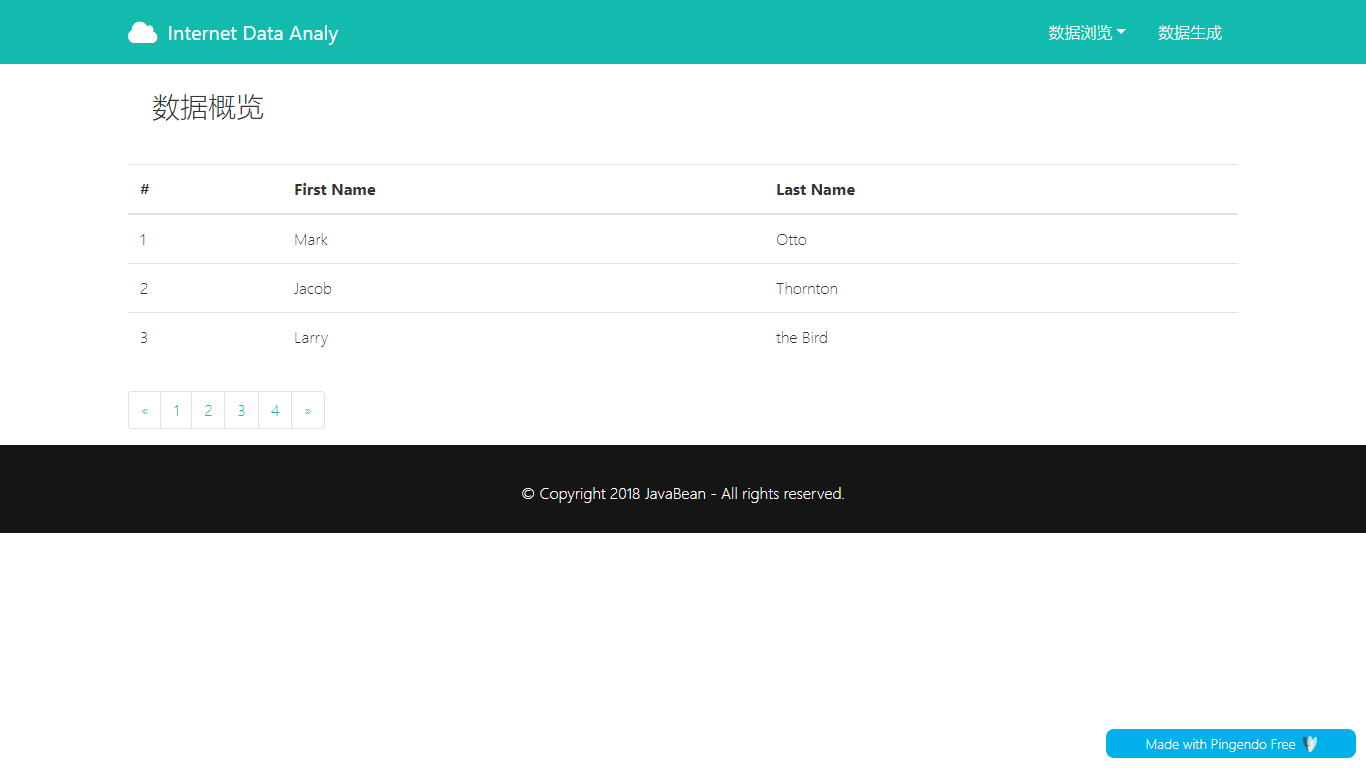 Internet Data Analy 数据浏览 数据生成
数据概览
# First Name Last Name
1 Mark Otto
2 Jacob Thornton
3 Larry the Bird
« 1 2 3 4 »
© Copyright 2018 JavaBean - All rights reserved.
Made with Pingendo Free